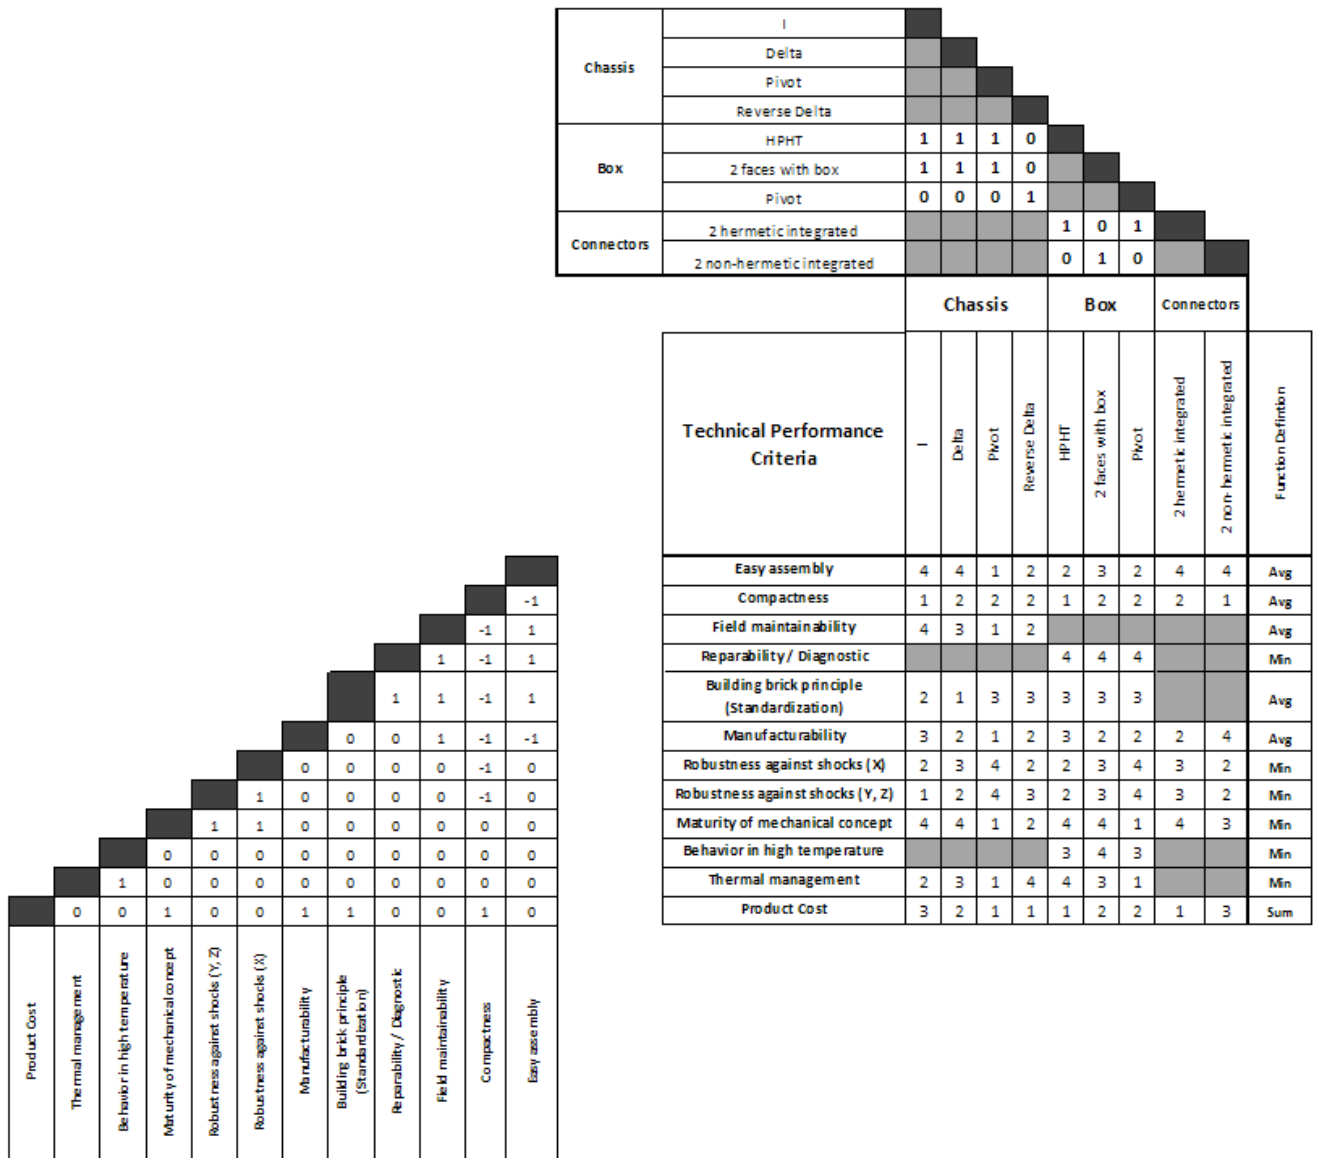 Chassis
I
Delta
Pivot
Reverse Delta
Box
HPHT 1 1 1 0
2 faces with box 1 1 1 0
Pivot 0 0 0 1
Connectors
2 hermetic integrated 1 0 1
2 non-hermetic integrated 0 1 0
Chassis Box Connectors
Technical Performance
Criteria
I
Delta
Pivot
Reverse Delta
HPHT
2 faces with box
Pivot
2 hermetic integrated
2 non- hermetic integrated
Function Defintion
Easy assembly 4 4 1 2 2 3 2 4 4 Avg
Compactness 1 2 2 2 1 2 2 2 1 Avg
Field maintainability 4 3 1 2 Avg
Reparability / Diagnostic 4 4 4 Min
Building brick principle
(Standardization) 2 1 3 3 3 3 3 Avg
Manufacturability 3 2 1 2 3 2 2 2 4 Avg
Robustness against shocks (X) 2 3 4 2 2 3 4 3 2 Min
Robustness against shocks (Y, Z) 1 2 4 3 2 3 4 3 2 Min
Maturity of mechanical concept 4 4 1 2 4 4 1 4 3 Min
Behavior in high temperature 3 4 3 Min
Thermal management 2 3 1 4 4 3 1 Min
Product Cost 3 2 1 1 1 2 2 1 3 Sum
-1
-1 1
1 -1 1
1 1 -1 1
0 0 1 -1 -1
0 0 0 0 -1 0
1 0 0 0 0 -1 0
1 1 0 0 0 0 0 0
0 0 0 0 0 0 0 0 0
1 0 0 0 0 0 0 0 0 0
0 0 1 0 0 1 1 0 0 1 0
Product Cost
Thermal management
Behavior in high temperature
Maturity of mechanical concept
Robustness against shocks (Y, Z)
Robustness against shocks (X)
Manufacturability
Building brick principle
(Standardization)
Reparability / Diagnostic
Field maintainability
Compactness
Easy assembly